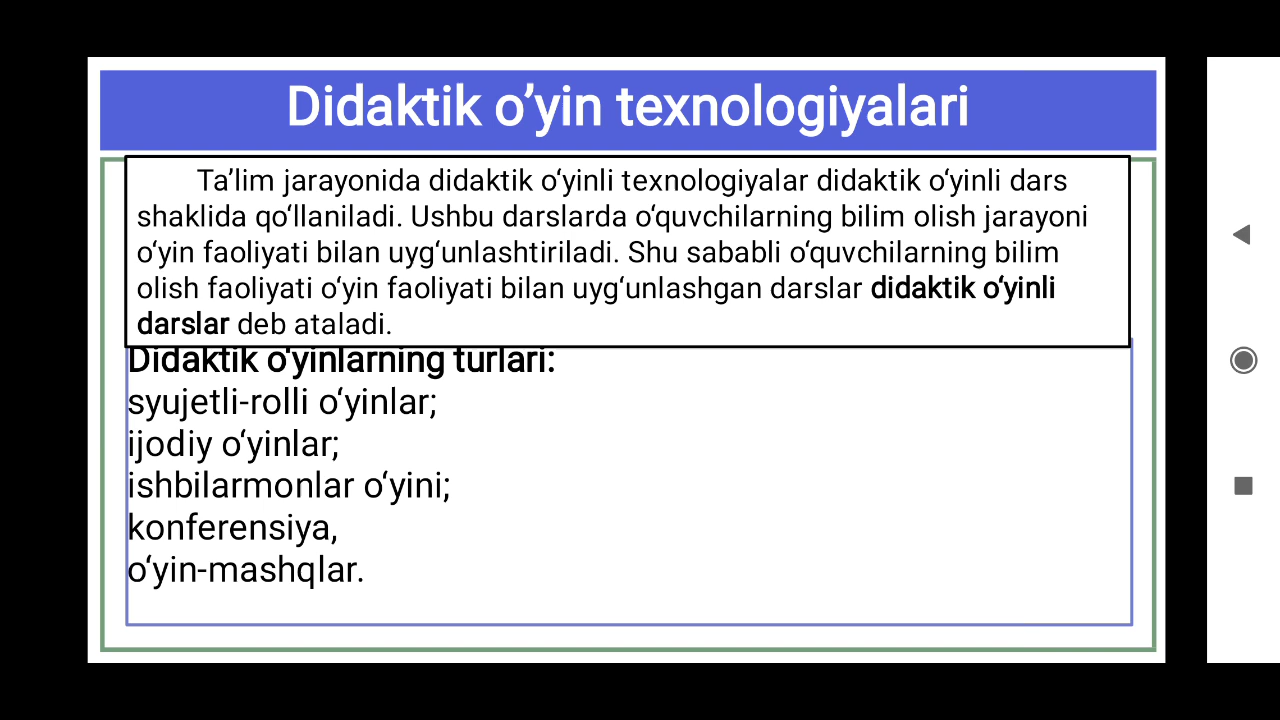 Didaktik o’yin texnologiyalari
Ta’lim jarayonida didaktik o‘yinli texnologiyalar didaktik o‘yinli dars
shaklida qo‘llaniladi. Ushbu darslarda o‘quvchilarning bilim olish jarayoni
o‘yin faoliyati bilan uyg‘unlashtiriladi. Shu sababli o‘quvchilarning bilim
olish faoliyati o‘yin faoliyati bilan uyg‘unlashgan darslar didaktik o‘yinli
darslar deb ataladi.
Didaktik o'yinlarning turlari:
syujetli-rolli o‘yinlar;
ijodiy o‘yinlar;
ishbilarmonlar o‘yini;
konferensiya,
o‘yin-mashqlar.